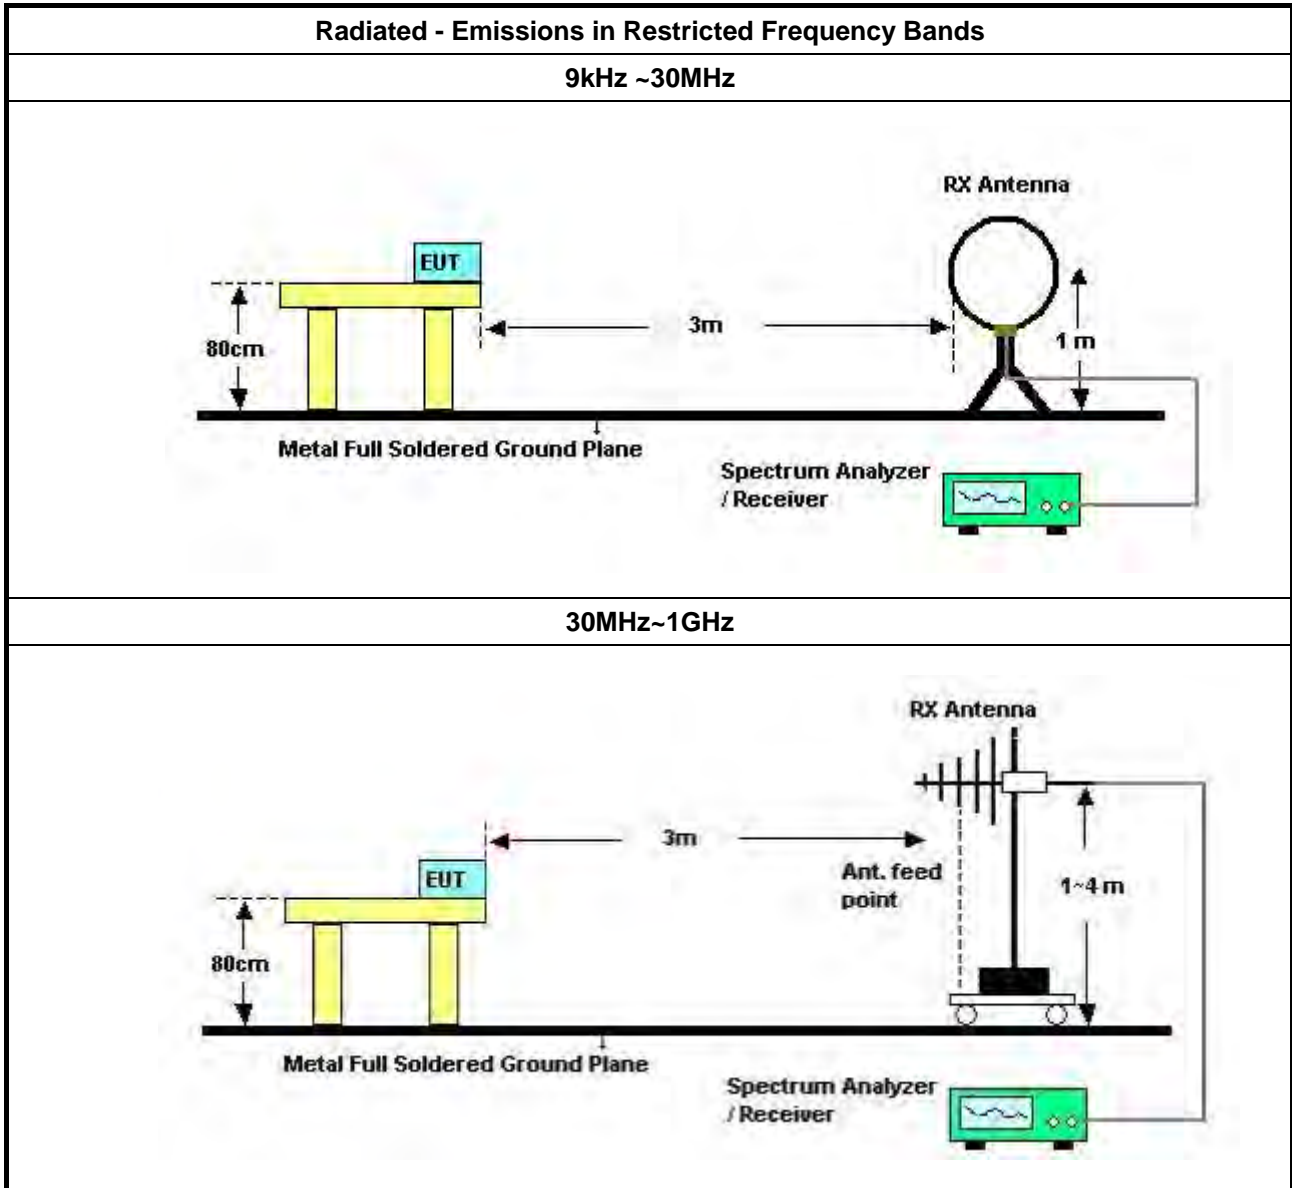 Radiated - Emissions in Restricted Frequency Bands
9kHz ~30MHz
RX Antenna
EUT
3m
80cm
1 m
Metal Full Soldered Ground Plane
Spectrum Analyzer
/ Receiver
30MHz~1GHz
RX Antenna
3m
EUT
Ant. feed
point
1~4 m
80cm
Metal Full Soldered Ground Plane
Spectrum Analyzer
/ Receiver